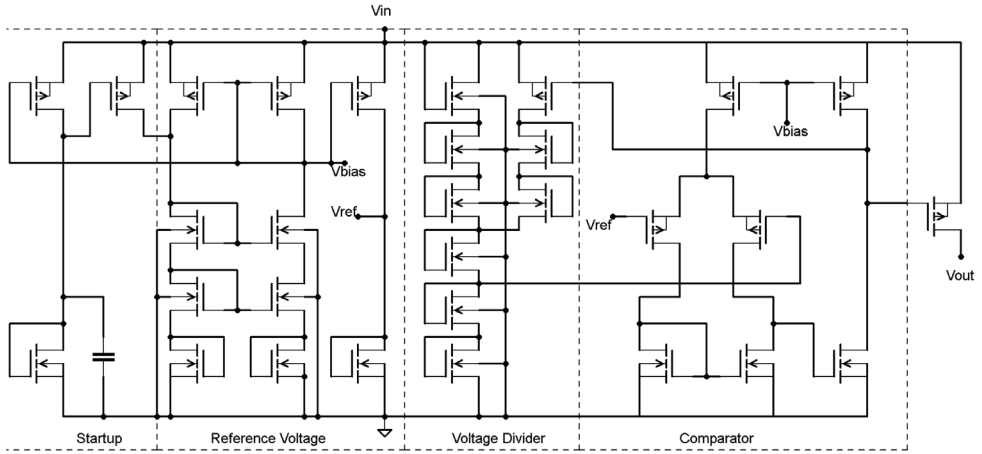 Vin
Vbias
Vbias
Vref
Vref
Vout
Startup
Reference Voltage
Voltage Divider
Comparator